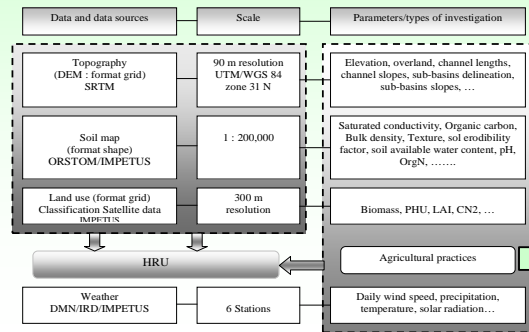 Data and data sources
Scale
Parameters/types of investigation
Topography
(DEM : format grid)
SRTM
90 m resolution
UTM/WGS 84
zone 31 N
Elevation, overland, channel lengths,
channel slopes, sub-basins delineation,
sub-basins slopes, …
Soil map
(format shape)
ORSTOM/IMPETUS
1 : 200,000
Saturated conductivity, Organic carbon,
Bulk density, Texture, sol erodibility
factor, soil available water content, pH,
OrgN, …….
Land use (format grid)
Classification Satellite data
IMPETUS
300 m
resolution
Biomass, PHU, LAI, CN2, …
HRU
Agricultural practices
Weather
DMN/IRD/IMPETUS
6 Stations
Daily wind speed, precipitation,
temperature, solar radiation…